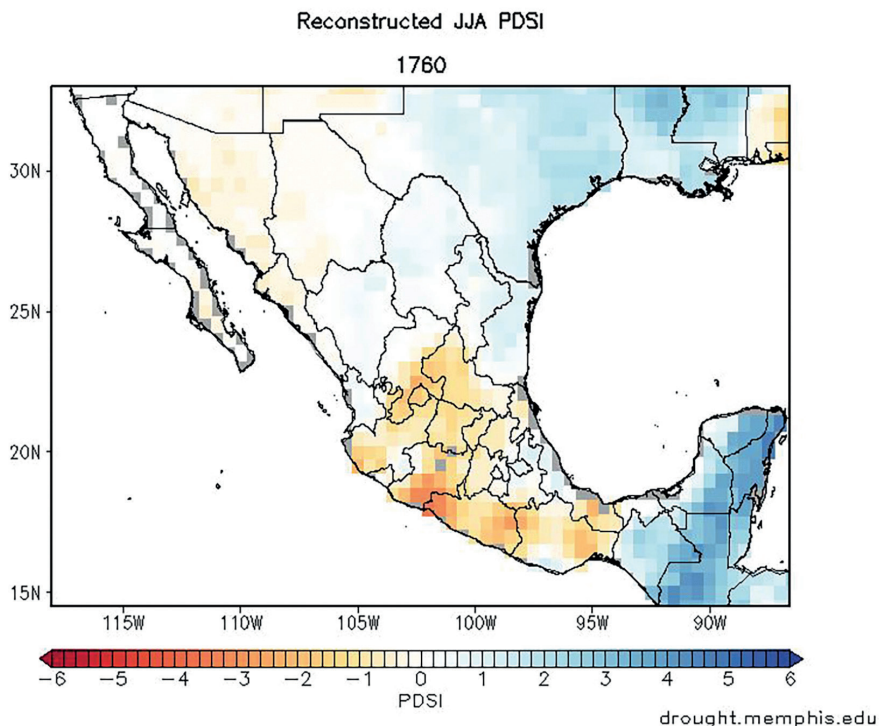 Reconstructed JJA PDSI
1760
30N
25N
20N
15N
115W 110W 105W 100W 95W 90W
−6 −5 −4 −3 −2 −1 0 1 2 3 4 5 6
PDSI
drought.memphis.edu